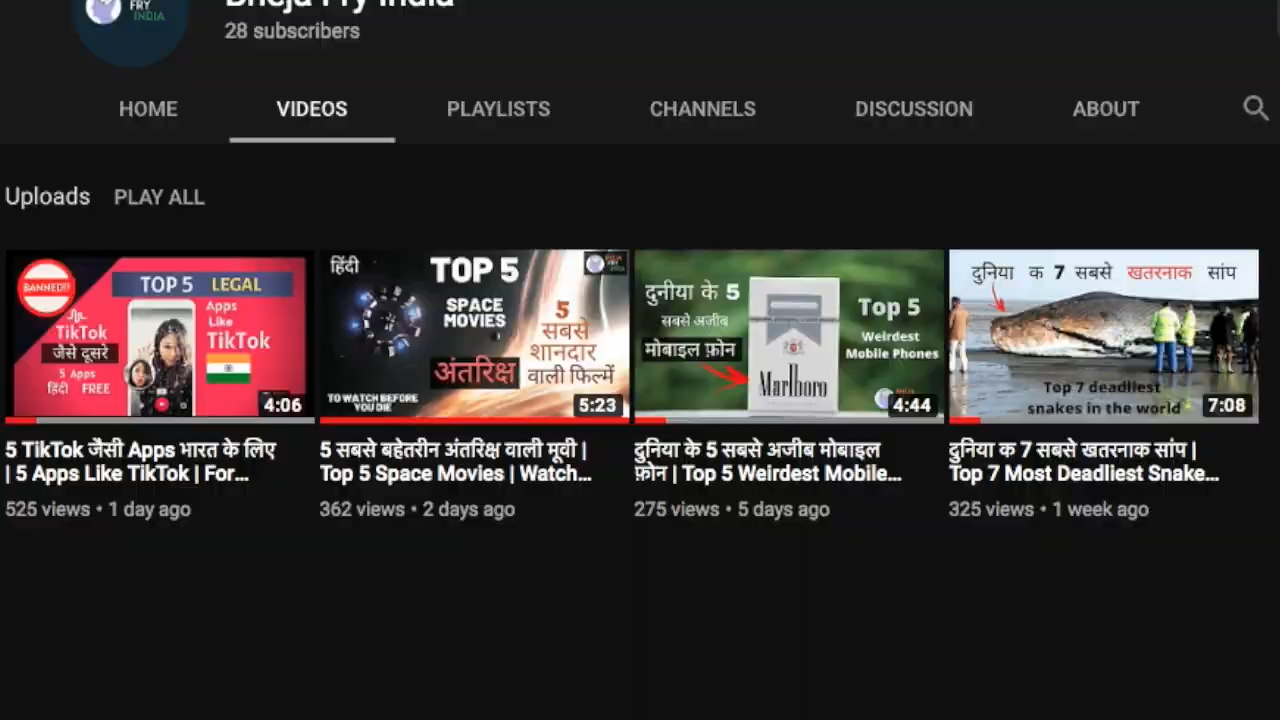 FRY
INDIA
Bheja Fry India
28 subscribers
HOME VIDEOS PLAYLISTS CHANNELS DISCUSSION ABOUT
Uploads PLAY ALL
BANNED!!
TOP 5 LEGAL
Apps
Like
TikTok
TikTok
जैसे दूसरे
5 Apps
हिंदी FREE
4:06
हिंदी
TOP 5
SPACE
MOVIES
5
सबसे
शानदार
वाली फिल्में
अंतरिक्ष
TO WATCH BEFORE
YOU DIE
5:23
दुनीया के 5
सबसे अजीब
मोबाइल फ़ोन
Top 5
Weirdest
Mobile Phones
Marlboro
4:44
दुनिया क 7 सबसे खतरनाक सांप
Top 7 deadliest
snakes in the world
7:08
5 TikTok जैसी Apps भारत के लिए
| 5 Apps Like TikTok | For...
525 views • 1 day ago
5 सबसे बहेतरीन अंतरिक्ष वाली मूवी |
Top 5 Space Movies | Watch...
362 views • 2 days ago
दुनिया के 5 सबसे अजीब मोबाइल
फ़ोन | Top 5 Weirdest Mobile...
275 views • 5 days ago
दुनिया क 7 सबसे खतरनाक सांप |
Top 7 Most Deadliest Snake...
325 views • 1 week ago